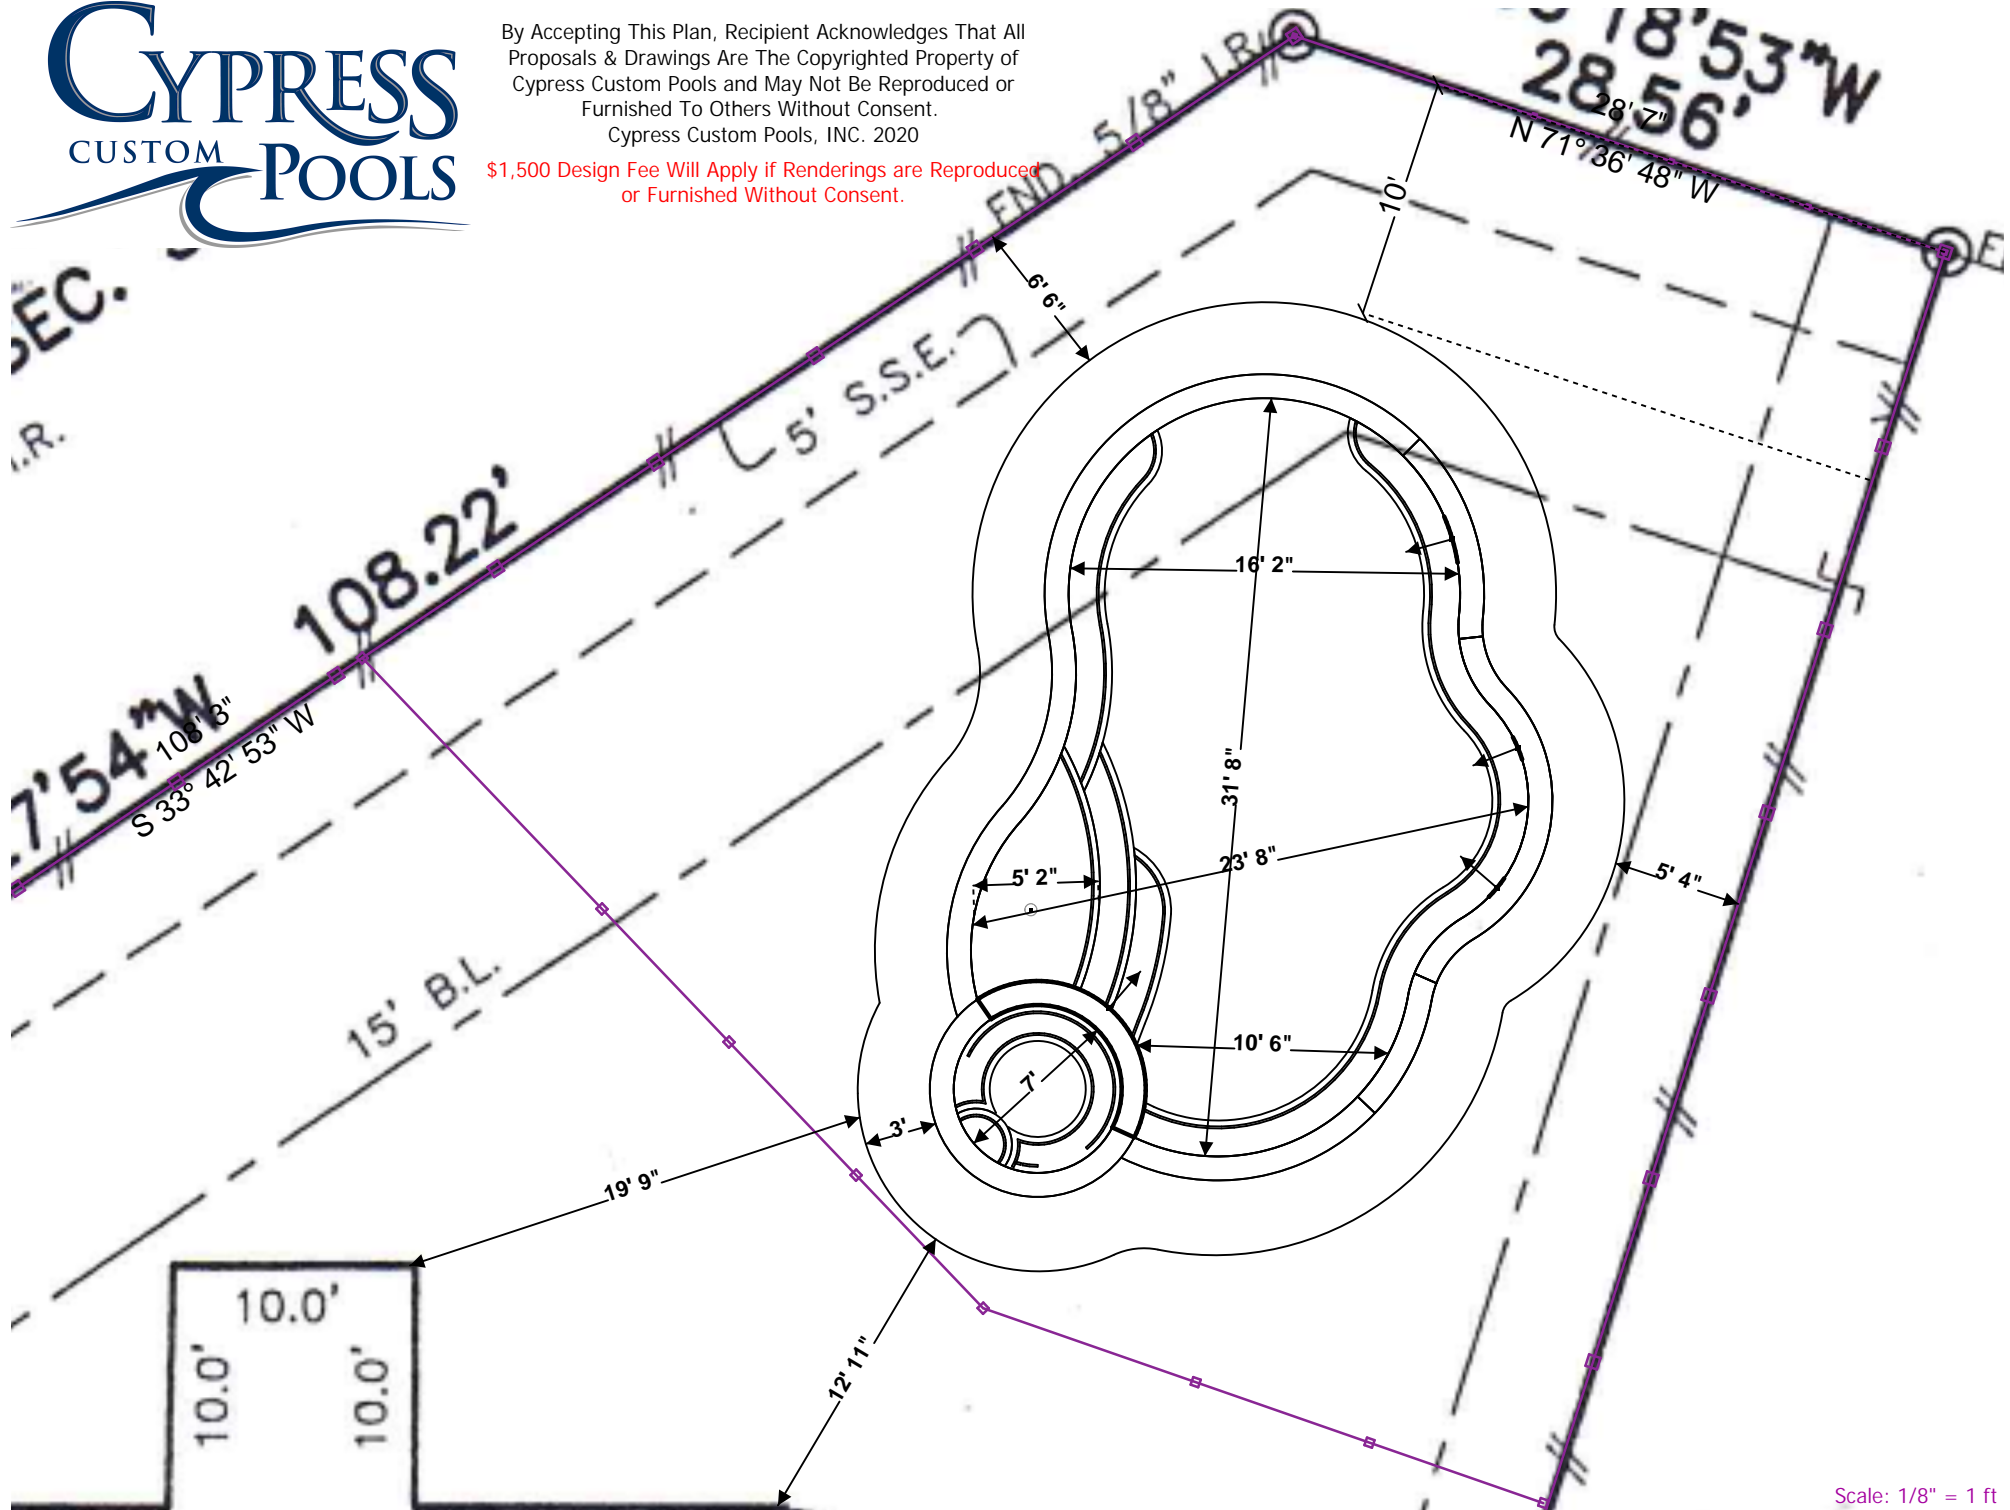 CYPRESS
CUSTOM
POOLS
By Accepting This Plan, Recipient Acknowledges That All
Proposals & Drawings Are The Copyrighted Property of
Cypress Custom Pools and May Not Be Reproduced or
Furnished To Others Without Consent.
Cypress Custom Pools, INC. 2020
$1,500 Design Fee Will Apply if Renderings are Reproduced
or Furnished Without Consent.
18'53"W
28.56'
28' 7"
N 71° 36' 48" W
FND. 5/8" I.R.
10'
6' 6"
SEC.
5' S.S.E.
108.22'
7'54"W
108' 3"
S 33° 42' 53" W
16' 2"
31' 8"
23' 8"
5' 2"
5' 4"
15' B.L.
10' 6"
7'
3'
19' 9"
12' 11"
10.0'
10.0'
10.0'
Scale: 1/8" = 1 ft